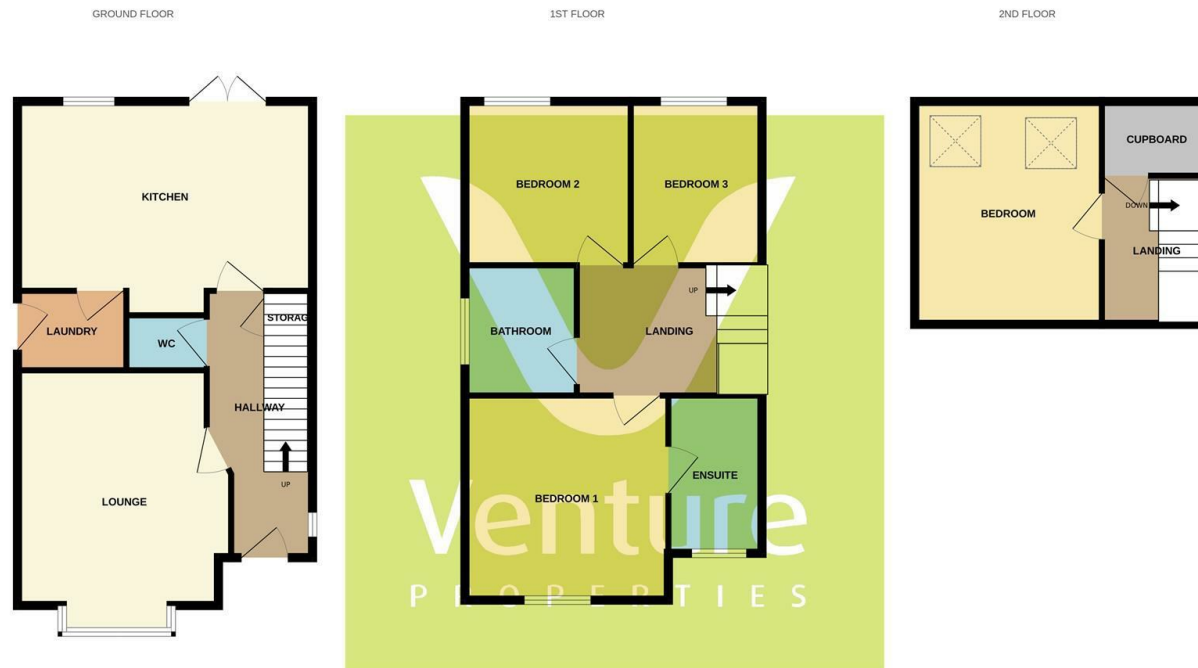 GROUND FLOOR
1ST FLOOR
2ND FLOOR
KITCHEN
LAUNDRY
WC
STORAG
HALLWAY
UP
LOUNGE
BEDROOM 2
BEDROOM 3
BATHROOM
UP
LANDING
BEDROOM 1
ENSUITE
Venture
PROPERTIES
CUPBOARD
BEDROOM
DOWN
LANDING